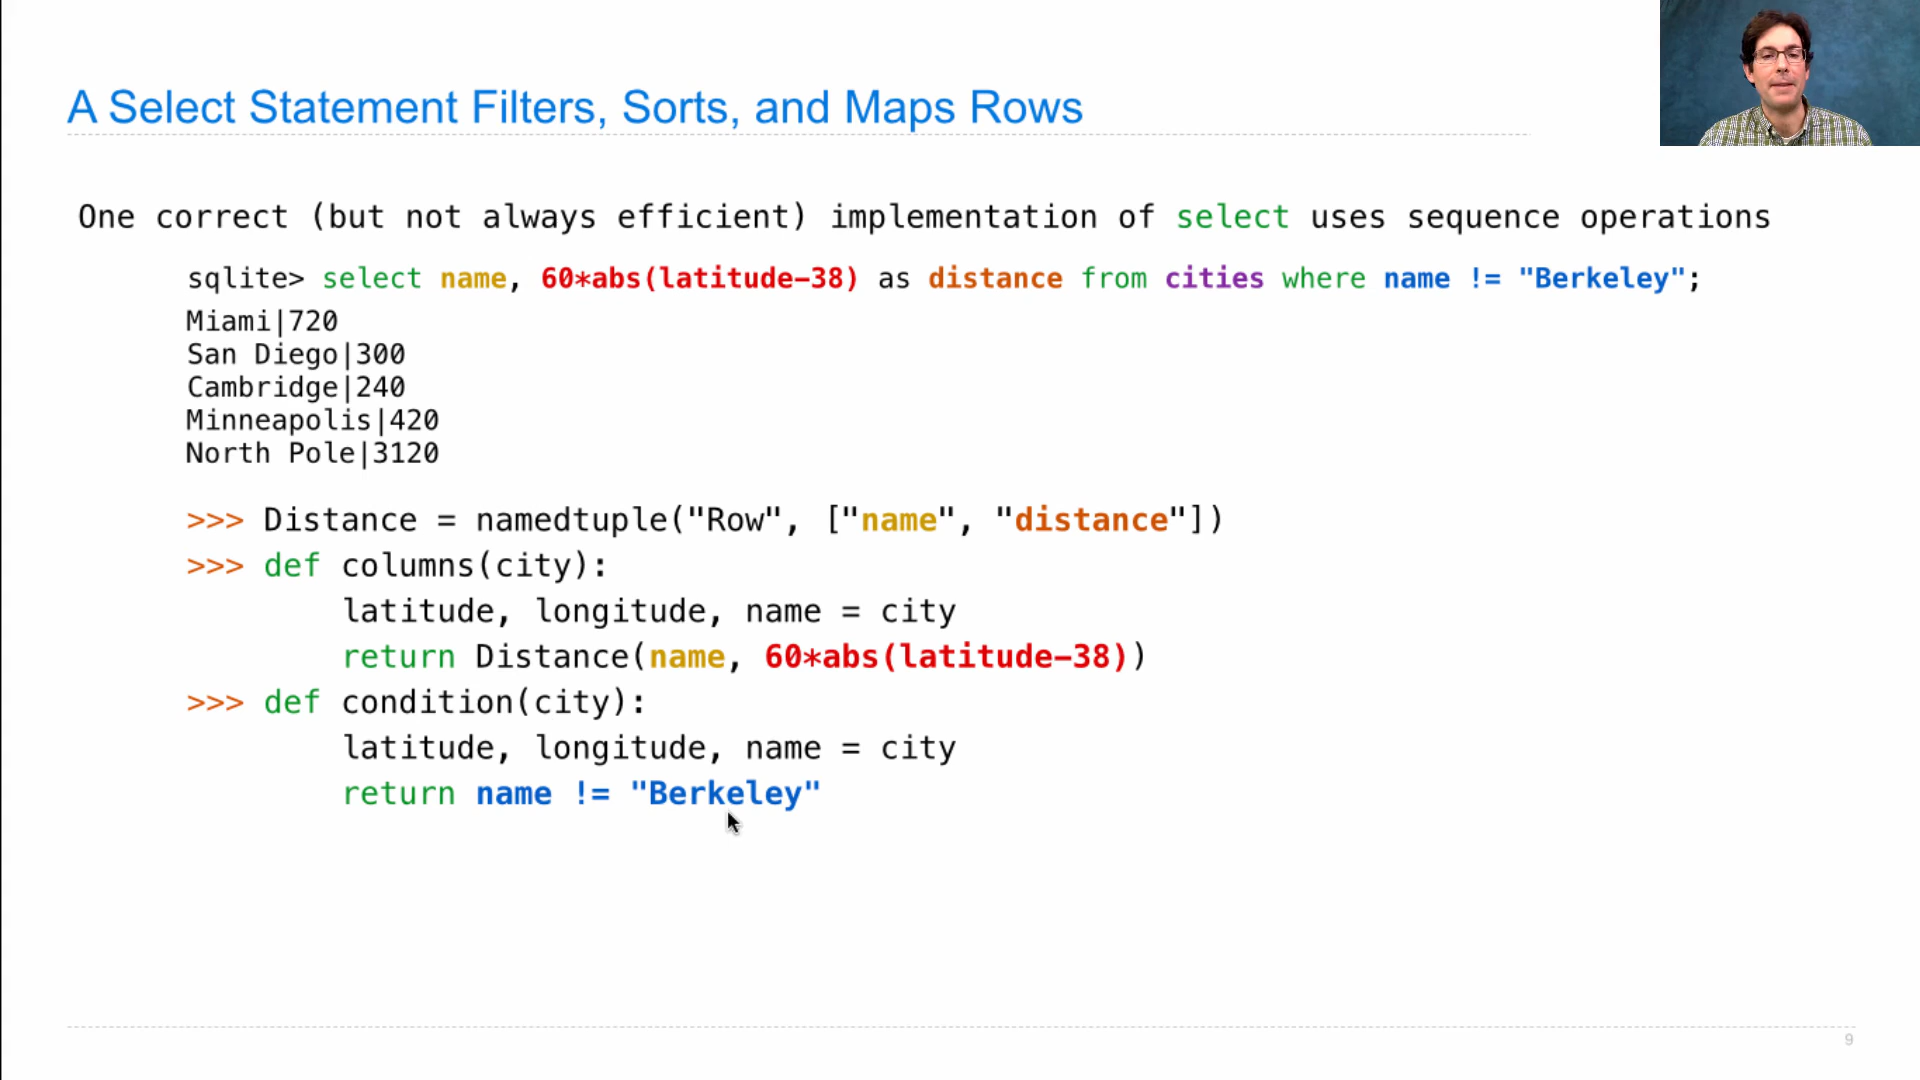 A Select Statement Filters, Sorts, and Maps Rows
One correct (but not always efficient) implementation of select uses sequence operations
sqlite> select name, 60*abs(latitude-38) as distance from cities where name != "Berkeley";
Miami|720
San Diego|300
Cambridge|240
Minneapolis|420
North Pole|3120
>>> Distance = namedtuple("Row", ["name", "distance"])
>>> def columns(city):
latitude, longitude, name = city
return Distance(name, 60*abs(latitude-38))
>>> def condition(city):
latitude, longitude, name = city
return name != "Berkeley"
9